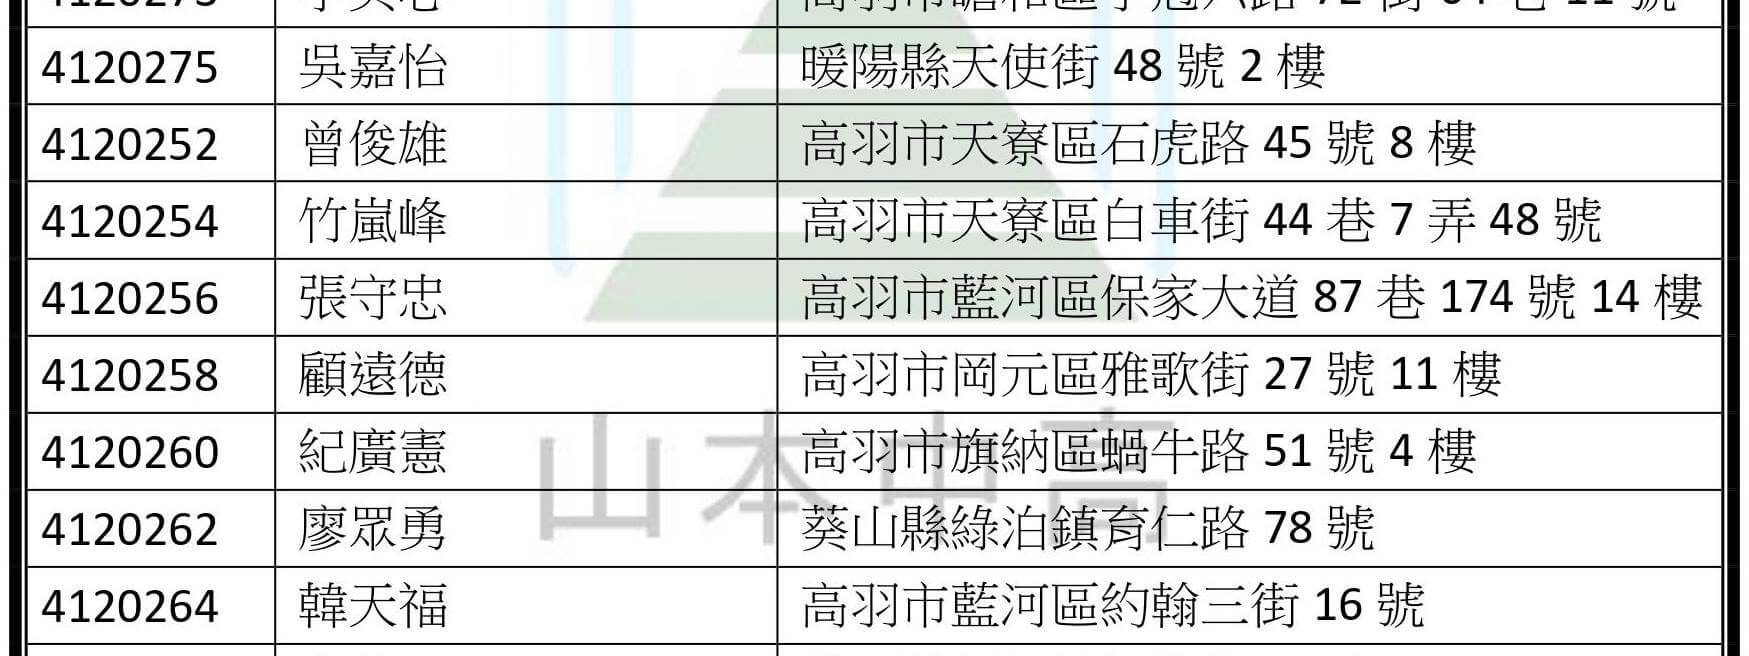 4120275 吳嘉怡 暖陽縣天使街 48 號 2 樓
4120252 曾俊雄 高羽市天寮區石虎路 45 號 8 樓
4120254 竹嵐峰 高羽市天寮區白車街 44 巷 7 弄 48 號
4120256 張守忠 高羽市藍河區保家大道 87 巷 174 號 14 樓
4120258 顧遠德 高羽市岡元區雅歌街 27 號 11 樓
4120260 紀廣憲 高羽市旗納區蝸牛路 51 號 4 樓
山本中高
4120262 廖眾勇 葵山縣綠泊鎮育仁路 78 號
4120264 韓天福 高羽市藍河區約翰三街 16 號